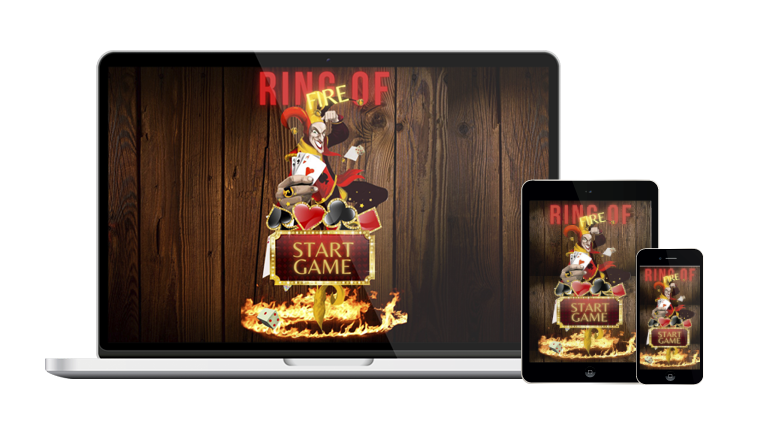 RING OF
FIRE
START
GAME
RING OF
FIRE
START
GAME
RING OF
FIRE
START
GAME